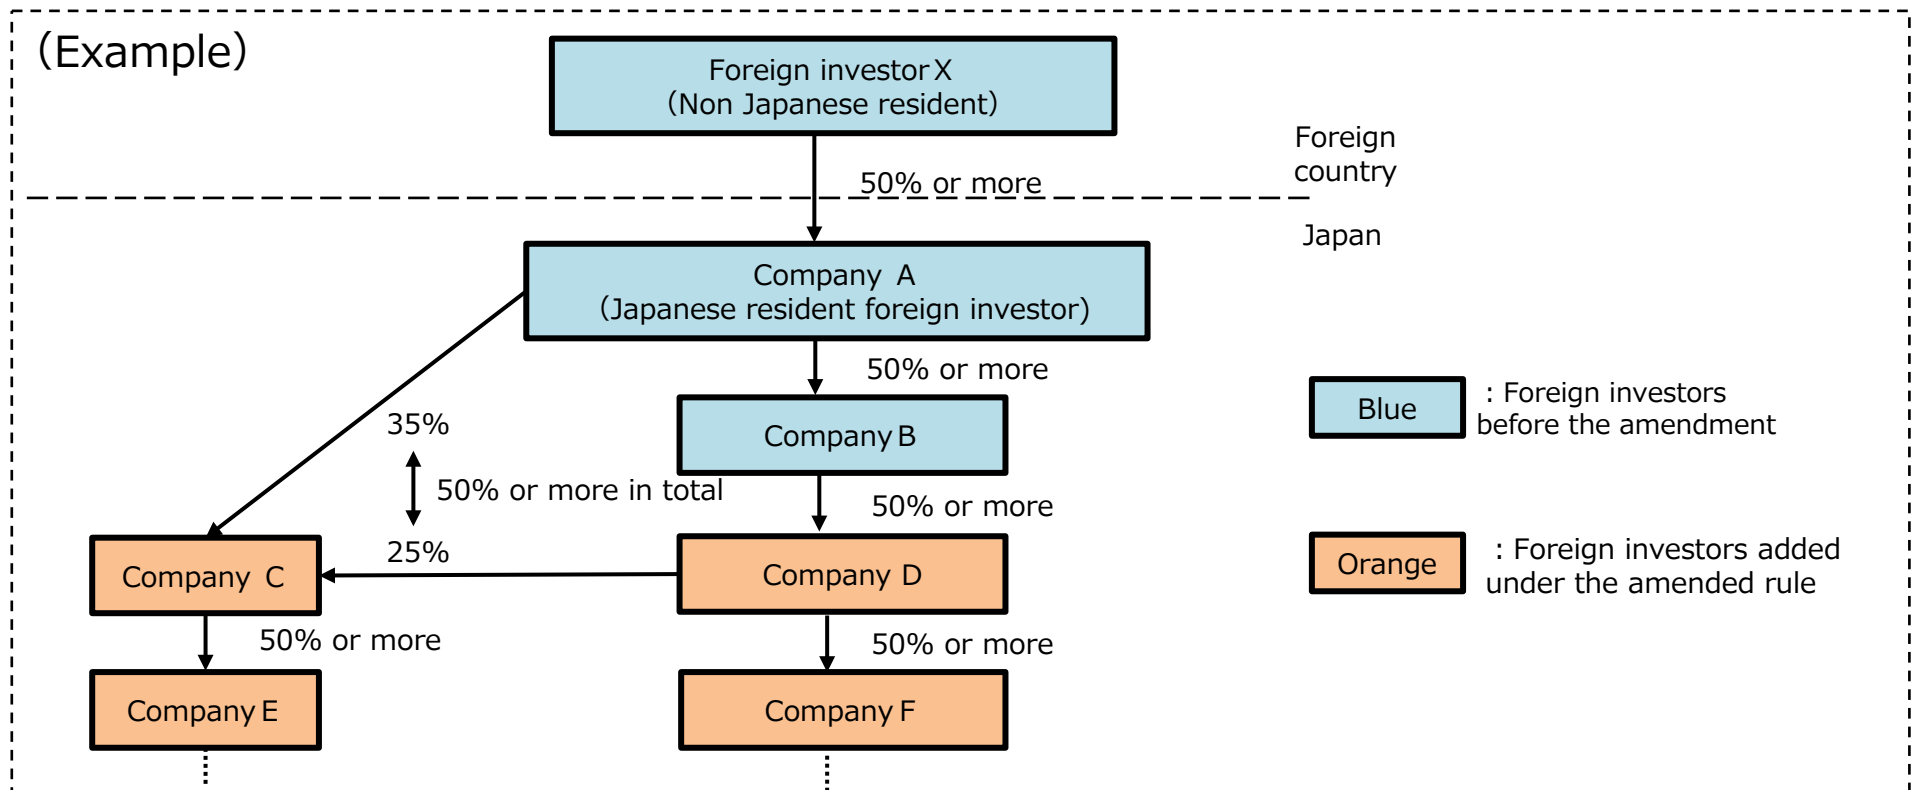 (Example)
Foreign investor X
(Non Japanese resident)
Foreign
country
50% or more
Japan
Company A
(Japanese resident foreign investor)
50% or more
35%
Company B
50% or more in total
50% or more
25%
Company C
Company D
50% or more
50% or more
Company E
Company F
Blue
: Foreign investors
before the amendment
Orange
: Foreign investors added
under the amended rule